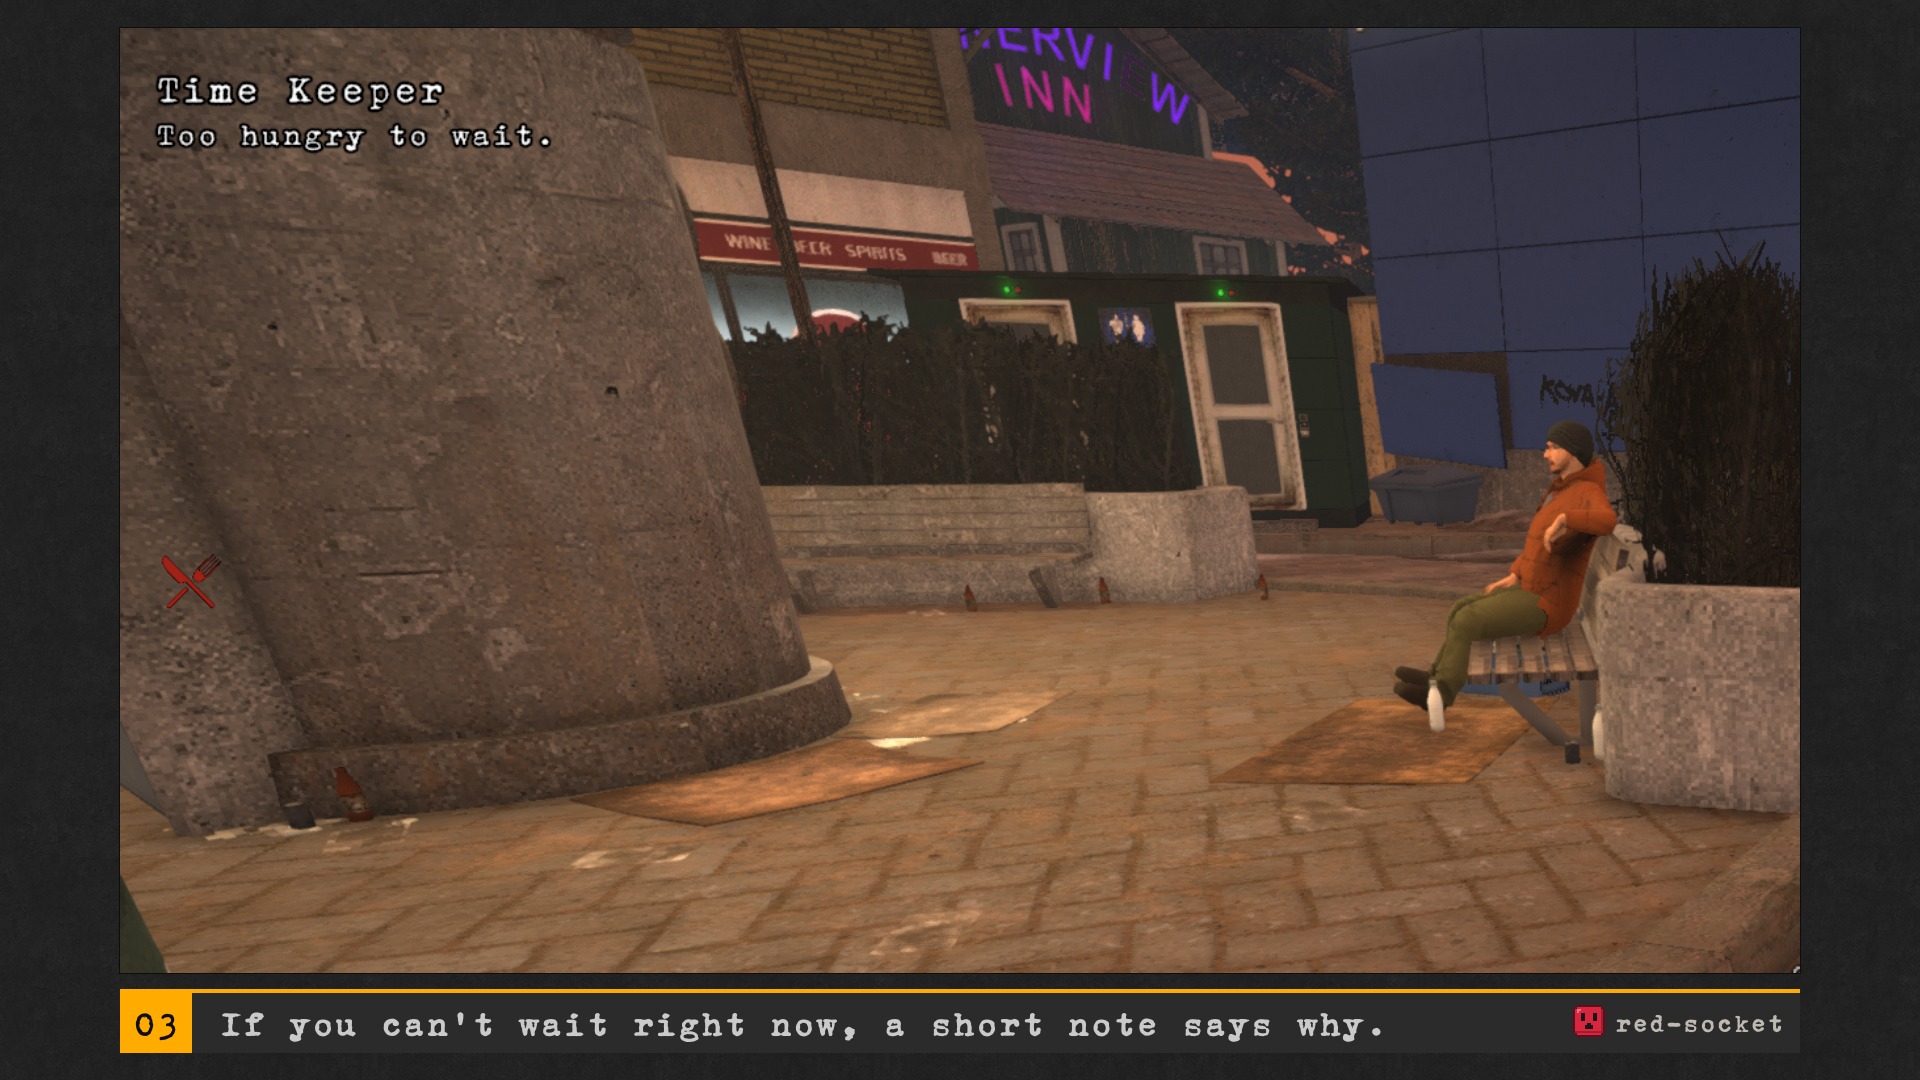 Time Keeper
Too hungry to wait.
INN
WINE BEER SPIRITS BEER
03 If you can't wait right now, a short note says why. red-socket